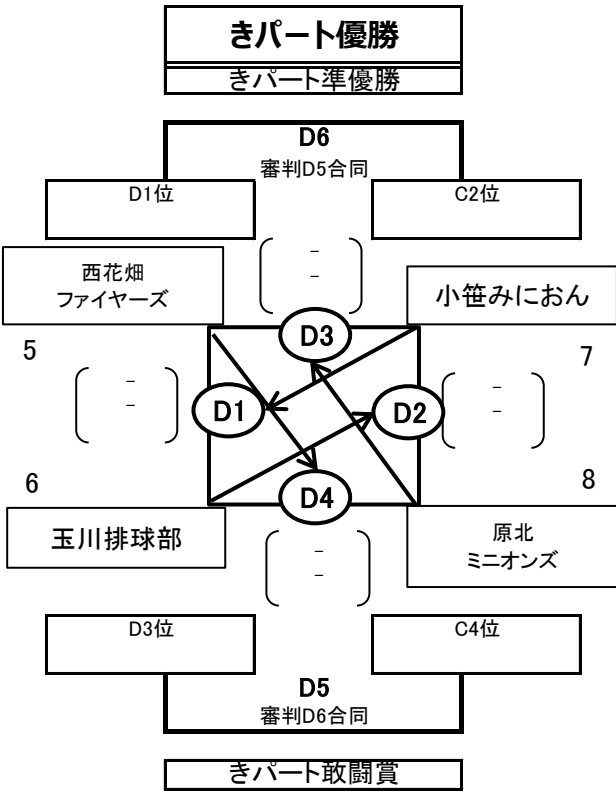 きパート優勝
きパート準優勝
D6
審判D5合同
D1位
C2位
西花畑
ファイヤーズ
小笹みにおん
-
-
D3
5
7
-
-
D1
D2
-
-
6
8
D4
玉川排球部
原北
ミニオンズ
-
-
D3位
C4位
D5
審判D6合同
きパート敢闘賞